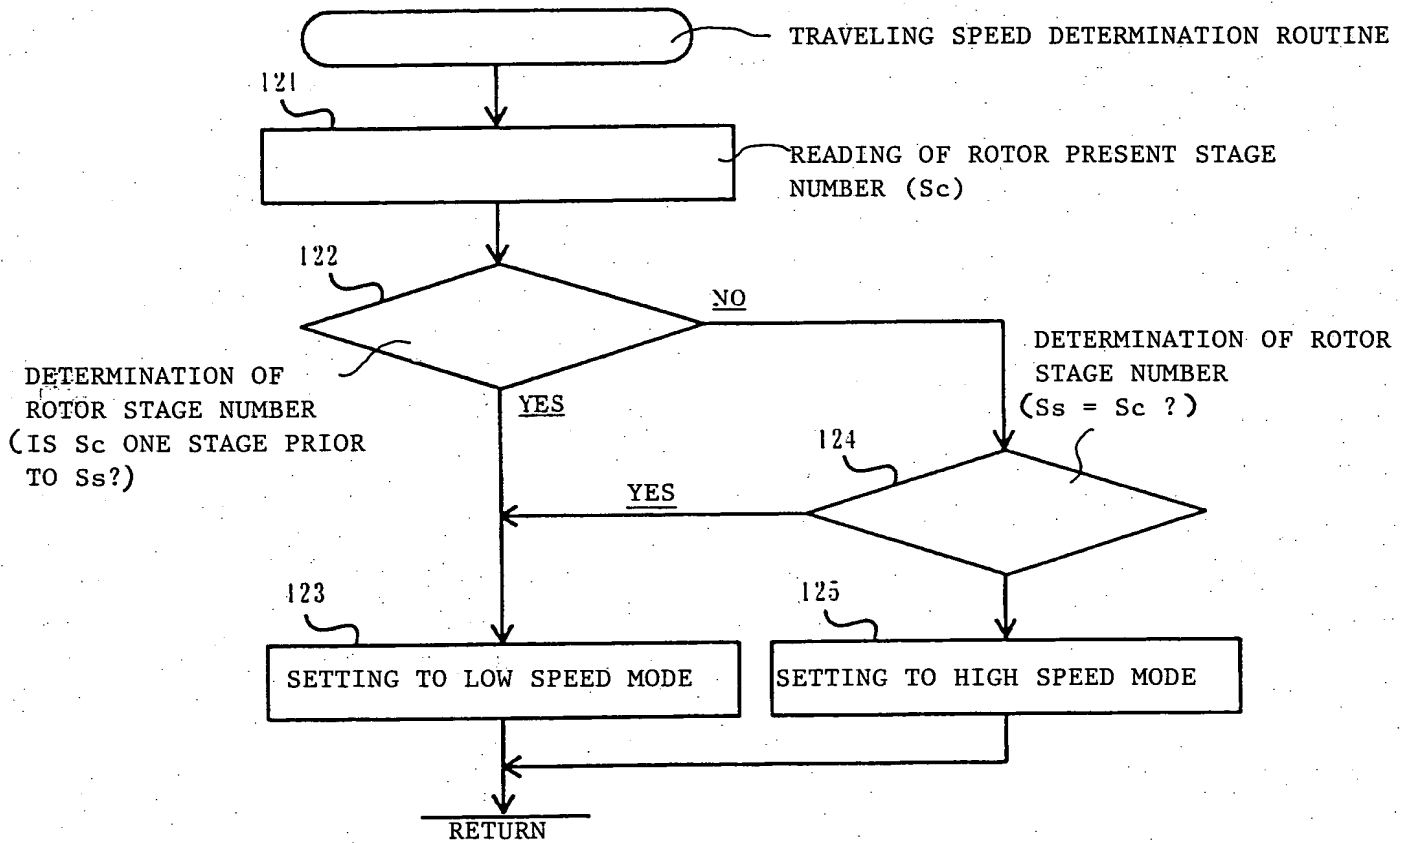 TRAVELING SPEED DETERMINATION ROUTINE
121
READING OF ROTOR PRESENT STAGE
NUMBER (Sc)
122
NO
DETERMINATION OF ROTOR
STAGE NUMBER
(Ss = Sc ?)
DETERMINATION OF
ROTOR STAGE NUMBER
(IS Sc ONE STAGE PRIOR
TO Ss?)
YES
124
YES
123
125
SETTING TO LOW SPEED MODE
SETTING TO HIGH SPEED MODE
RETURN